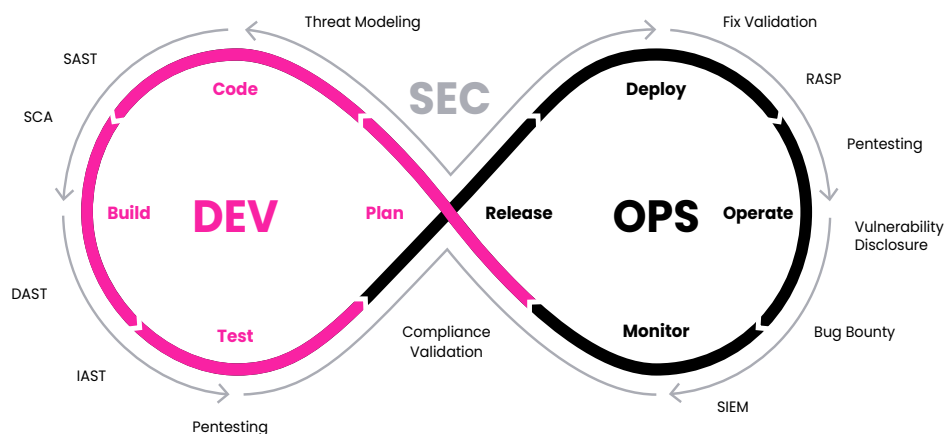 Threat Modeling
Fix Validation
SAST
SEC
RASP
Code
Deploy
SCA
Pentesting
Build
DEV
Plan
Release
OPS
Operate
Vulnerability
Disclosure
DAST
Test
Compliance
Validation
Monitor
Bug Bounty
IAST
SIEM
Pentesting